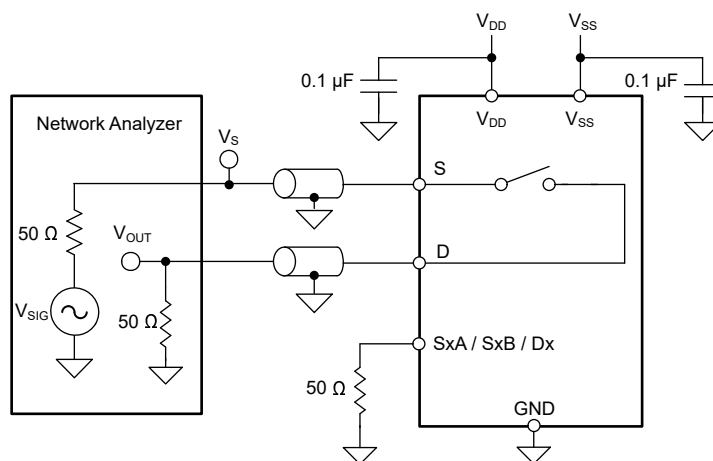 V_DD V_SS
0.1 µF 0.1 µF
Network Analyzer
V_DD V_SS
V_S
S
50 Ω
V_OUT
D
V_SIG
50 Ω
SxA / SxB / Dx
50 Ω
GND